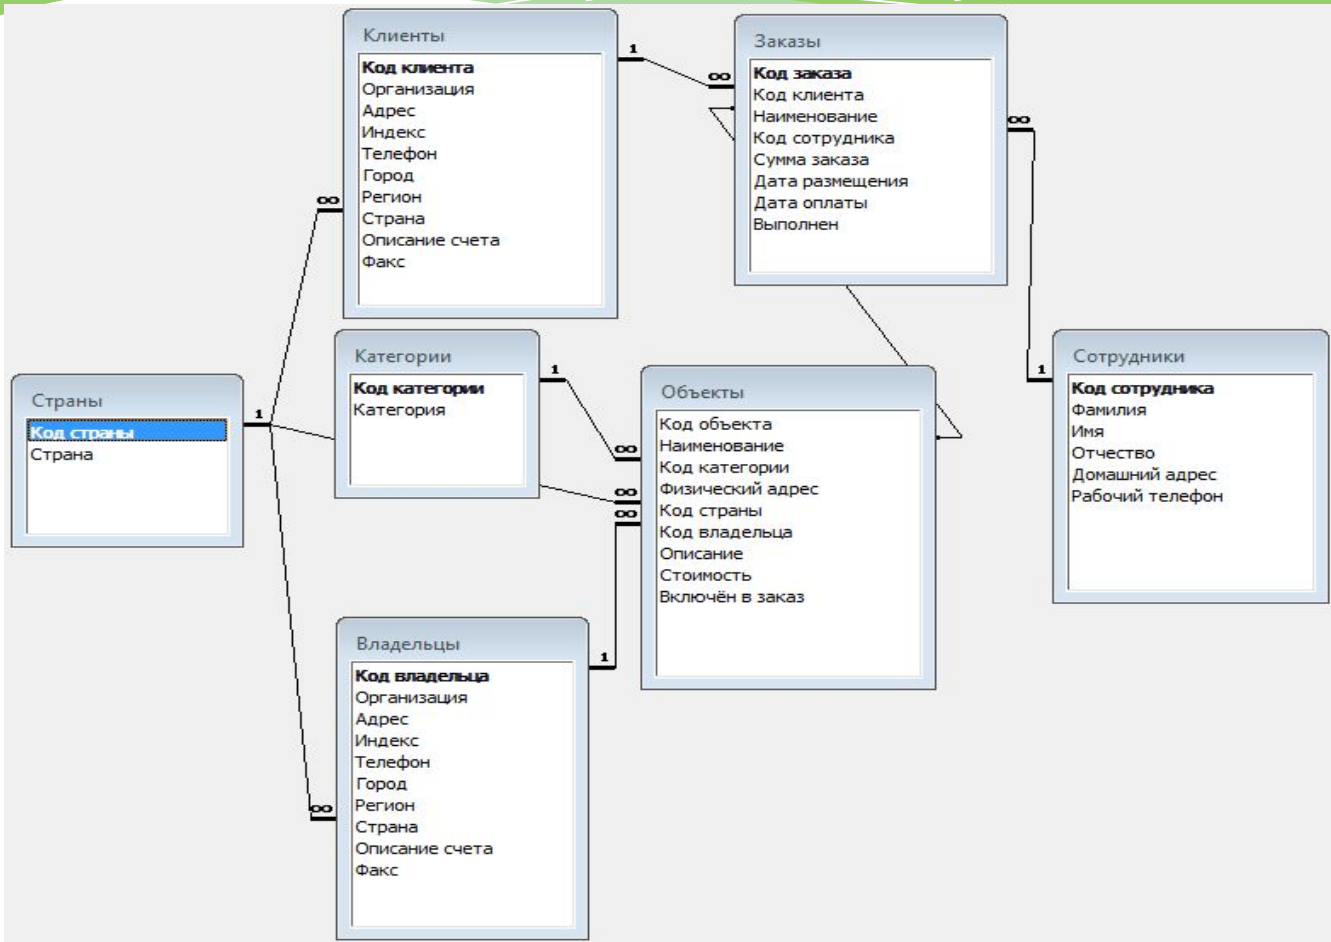 Клиенты
Код клиента
Организация
Адрес
Индекс
Телефон
Город
Регион
Страна
Описание счета
Факс
Заказы
Код заказа
Код клиента
Наименование
Код сотрудника
Сумма заказа
Дата размещения
Дата оплаты
Выполнен
Страны
Код страны
Страна
Категории
Код категории
Категория
Объекты
Код объекта
Наименование
Код категории
Физический адрес
Код страны
Код владельца
Описание
Стоимость
Включён в заказ
Сотрудники
Код сотрудника
Фамилия
Имя
Отчество
Домашний адрес
Рабочий телефон
Владельцы
Код владельца
Организация
Адрес
Индекс
Телефон
Город
Регион
Страна
Описание счета
Факс
1
∞
∞
1
∞
1
1
∞
∞
∞
1
∞